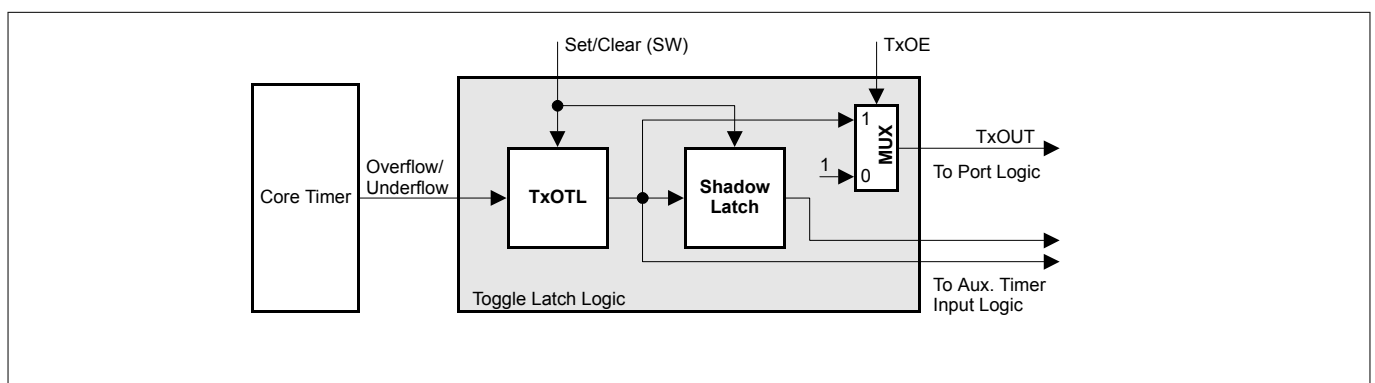 Set/Clear (SW)
TxOE
Core Timer
Overflow/
Underflow
TxOTL
Shadow
Latch
1
1
0
MUX
TxOUT
To Port Logic
To Aux. Timer
Input Logic
Toggle Latch Logic